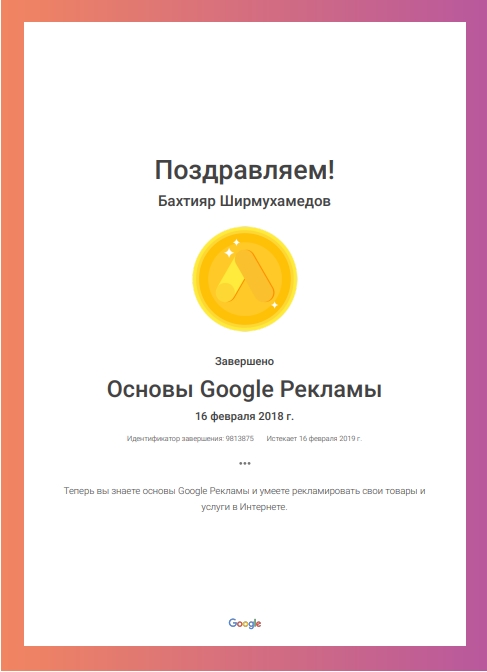 Поздравляем!
Бахтияр Ширмухамедов
Завершено
Основы Google Рекламы
16 февраля 2018 г.
Идентификатор завершения: 9813875 Истекает 16 февраля 2019 г.
•••
Теперь вы знаете основы Google Рекламы и умеете рекламировать свои товары и
услуги в Интернете.
Google